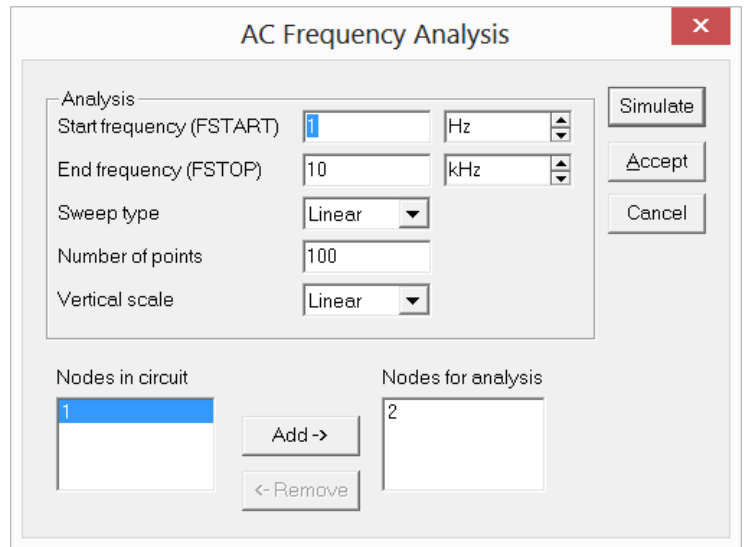 AC Frequency Analysis
x
Analysis
Start frequency (FSTART) 1 Hz
Simulate
End frequency (FSTOP) 10 kHz
Accept
Sweep type Linear
Cancel
Number of points 100
Vertical scale Linear
Nodes in circuit
Nodes for analysis
1
2
Add ->
<- Remove